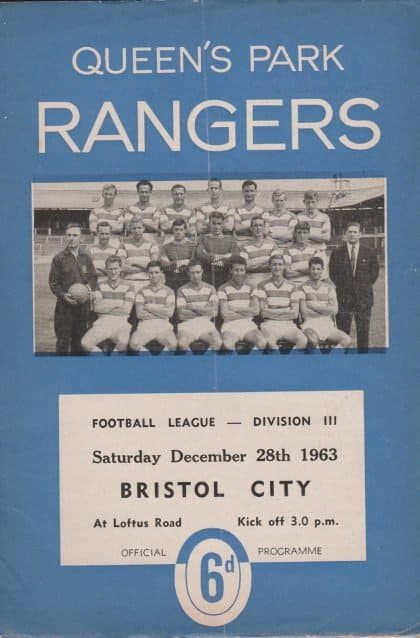 QUEEN'S PARK
RANGERS
FOOTBALL LEAGUE — DIVISION III
Saturday December 28th 1963
BRISTOL CITY
At Loftus Road Kick off 3.0 p.m.
OFFICIAL PROGRAMME
6d